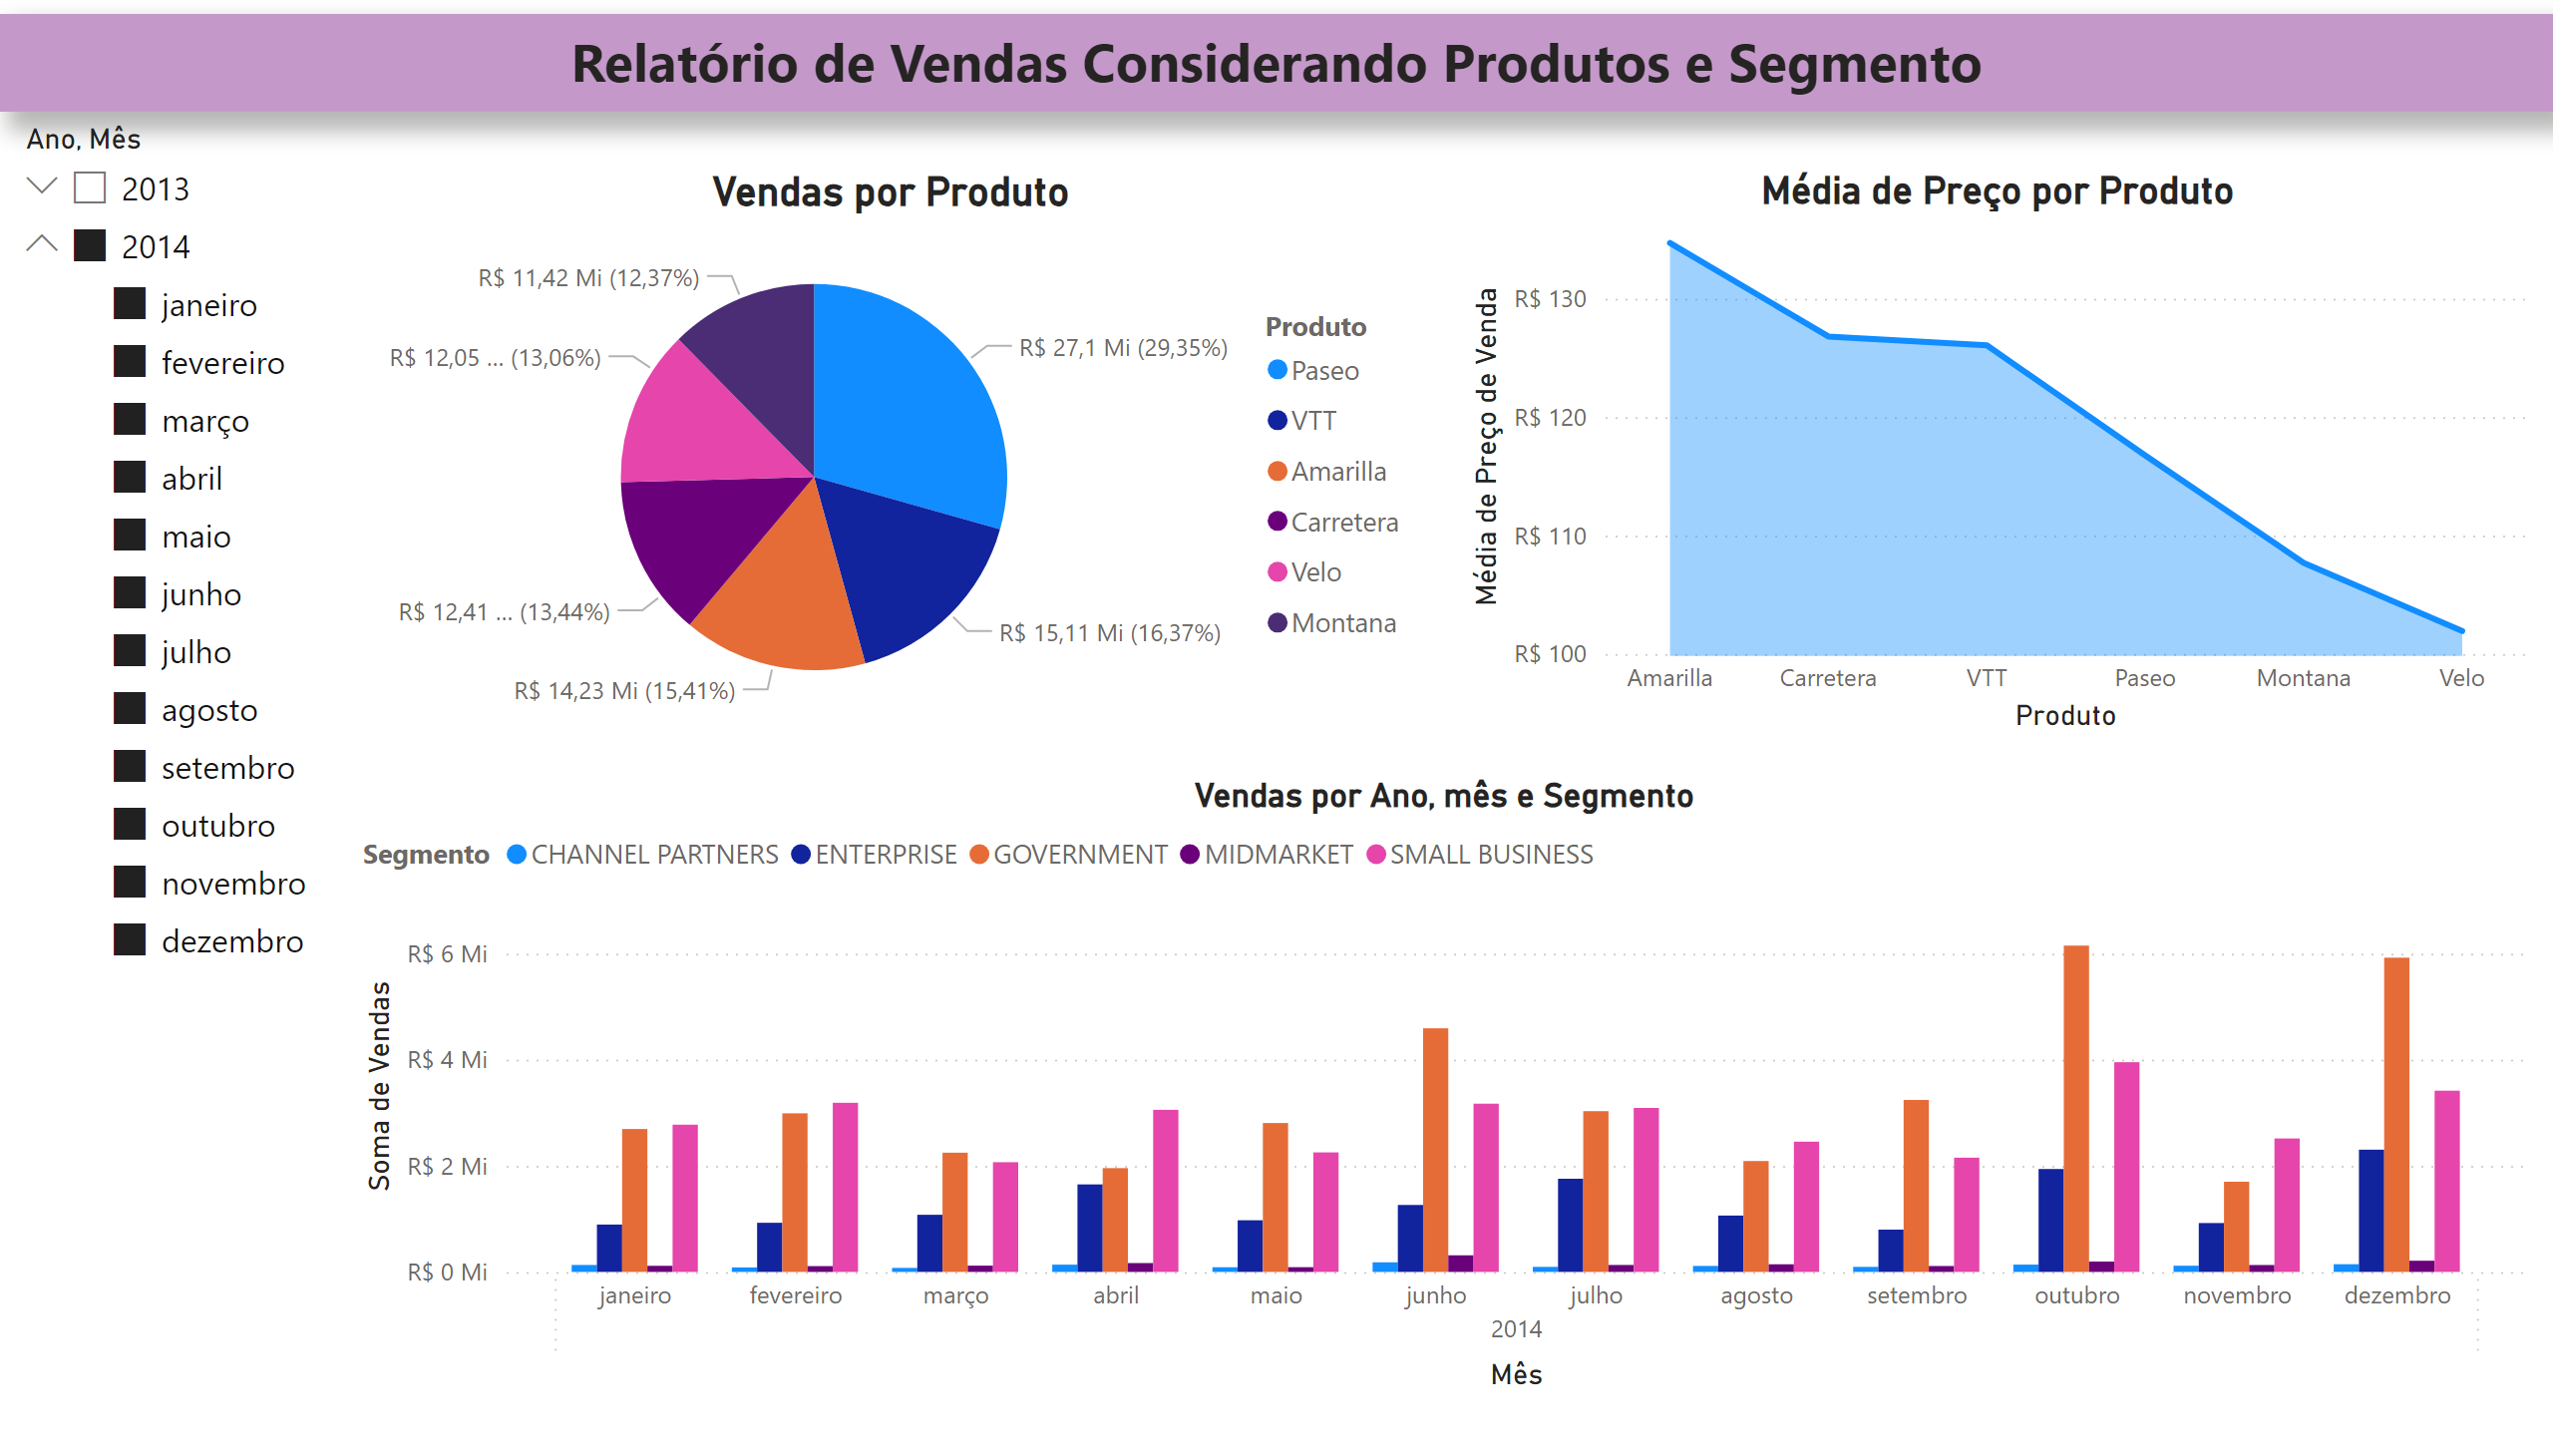 Relatório de Vendas Considerando Produtos e Segmento
Ano, Mês
2013
2014
janeiro
fevereiro
março
abril
maio
junho
julho
agosto
setembro
outubro
novembro
dezembro
Vendas por Produto
R$ 11,42 Mi (12,37%)
R$ 12,05 ... (13,06%)
R$ 27,1 Mi (29,35%)
R$ 12,41 ... (13,44%)
R$ 15,11 Mi (16,37%)
R$ 14,23 Mi (15,41%)
Produto
Paseo
VTT
Amarilla
Carretera
Velo
Montana
Média de Preço por Produto
Média de Preço de Venda
R$ 130
R$ 120
R$ 110
R$ 100
Amarilla Carretera VTT Paseo Montana Velo
Produto
Vendas por Ano, mês e Segmento
Segmento CHANNEL PARTNERS ENTERPRISE GOVERNMENT MIDMARKET SMALL BUSINESS
Soma de Vendas
R$ 6 Mi
R$ 4 Mi
R$ 2 Mi
R$ 0 Mi
janeiro fevereiro março abril maio junho julho agosto setembro outubro novembro dezembro
2014
Mês